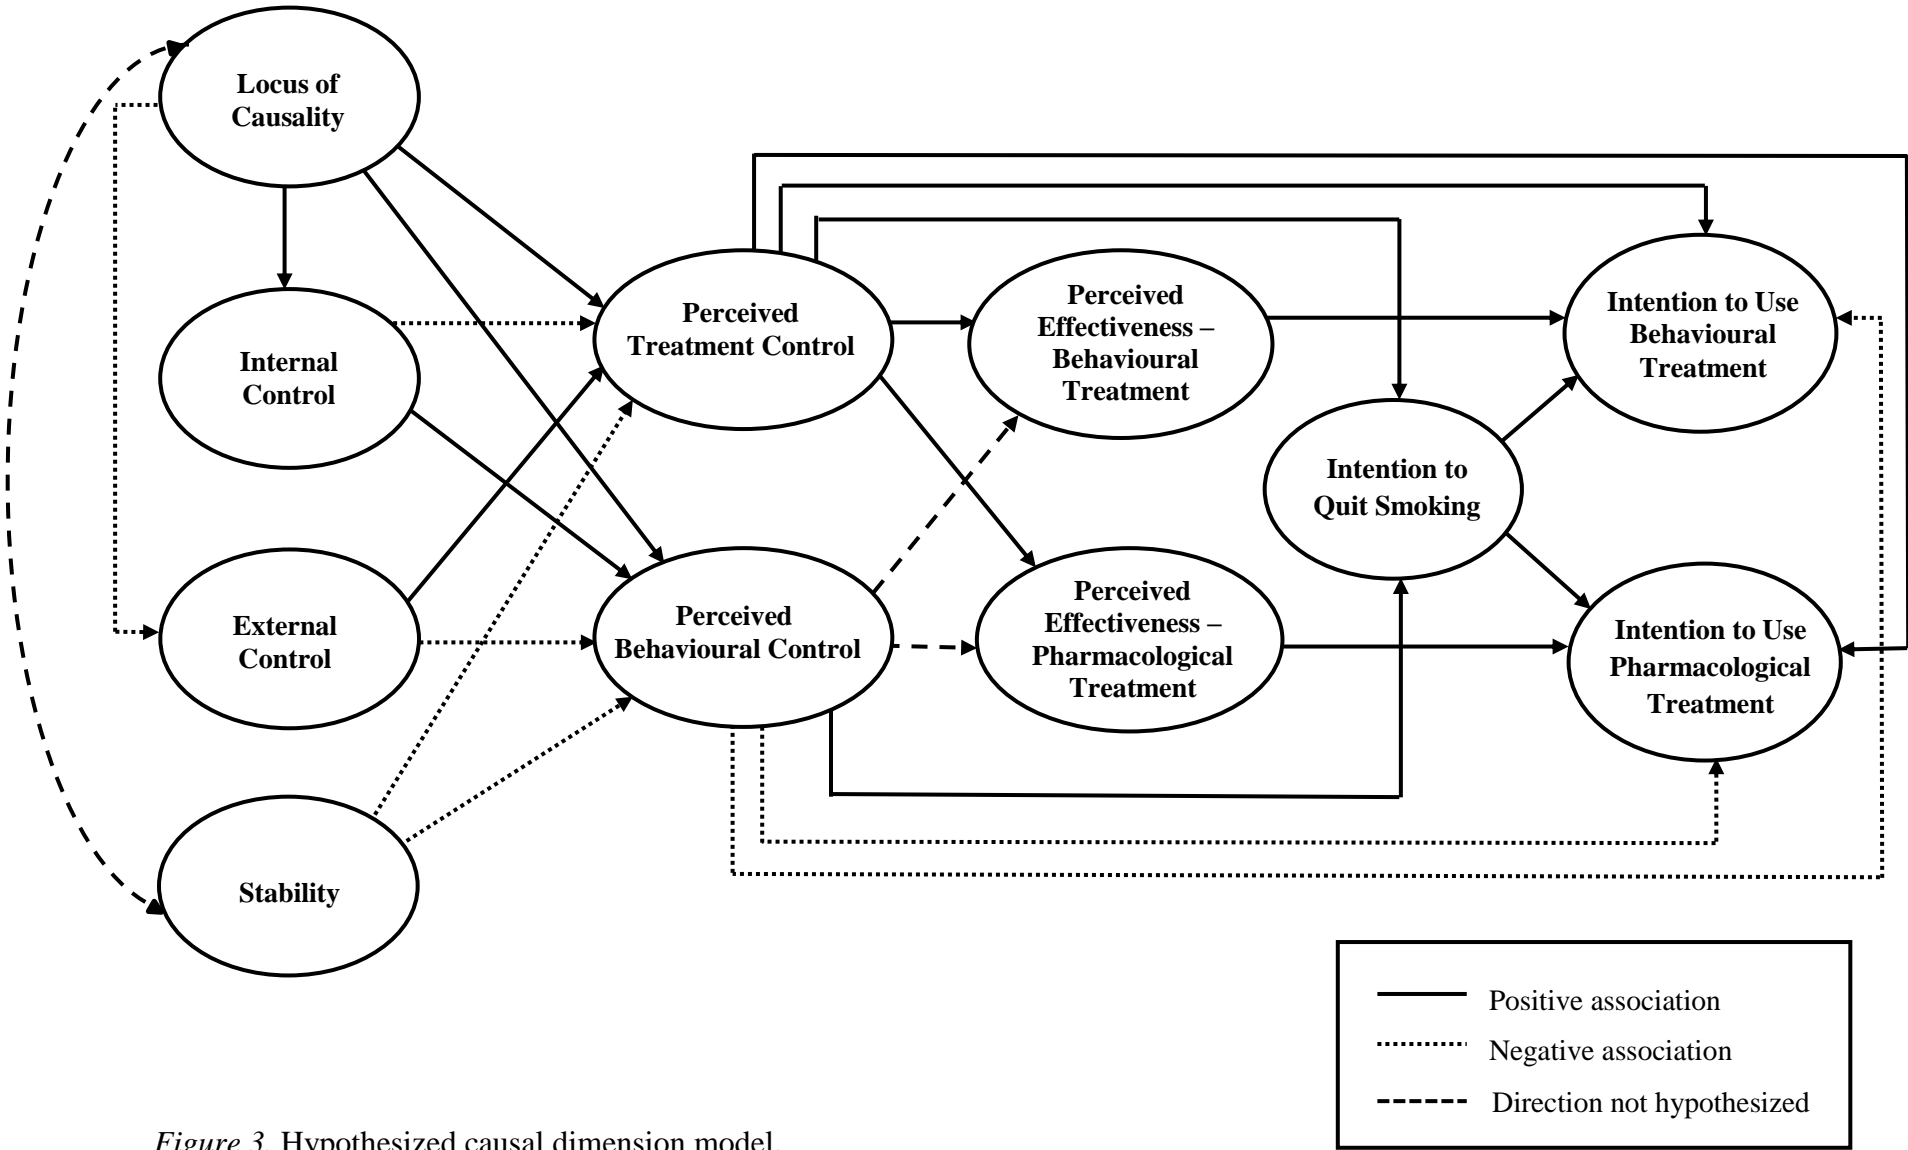 Locus of
Causality
Internal
Control
External
Control
Stability
Perceived
Treatment Control
Perceived
Behavioural Control
Perceived
Effectiveness –
Behavioural
Treatment
Perceived
Effectiveness –
Pharmacological
Treatment
Intention to
Quit Smoking
Intention to Use
Behavioural
Treatment
Intention to Use
Pharmacological
Treatment
Positive association
Negative association
Direction not hypothesized
Figure 3. Hypothesized causal dimension model.